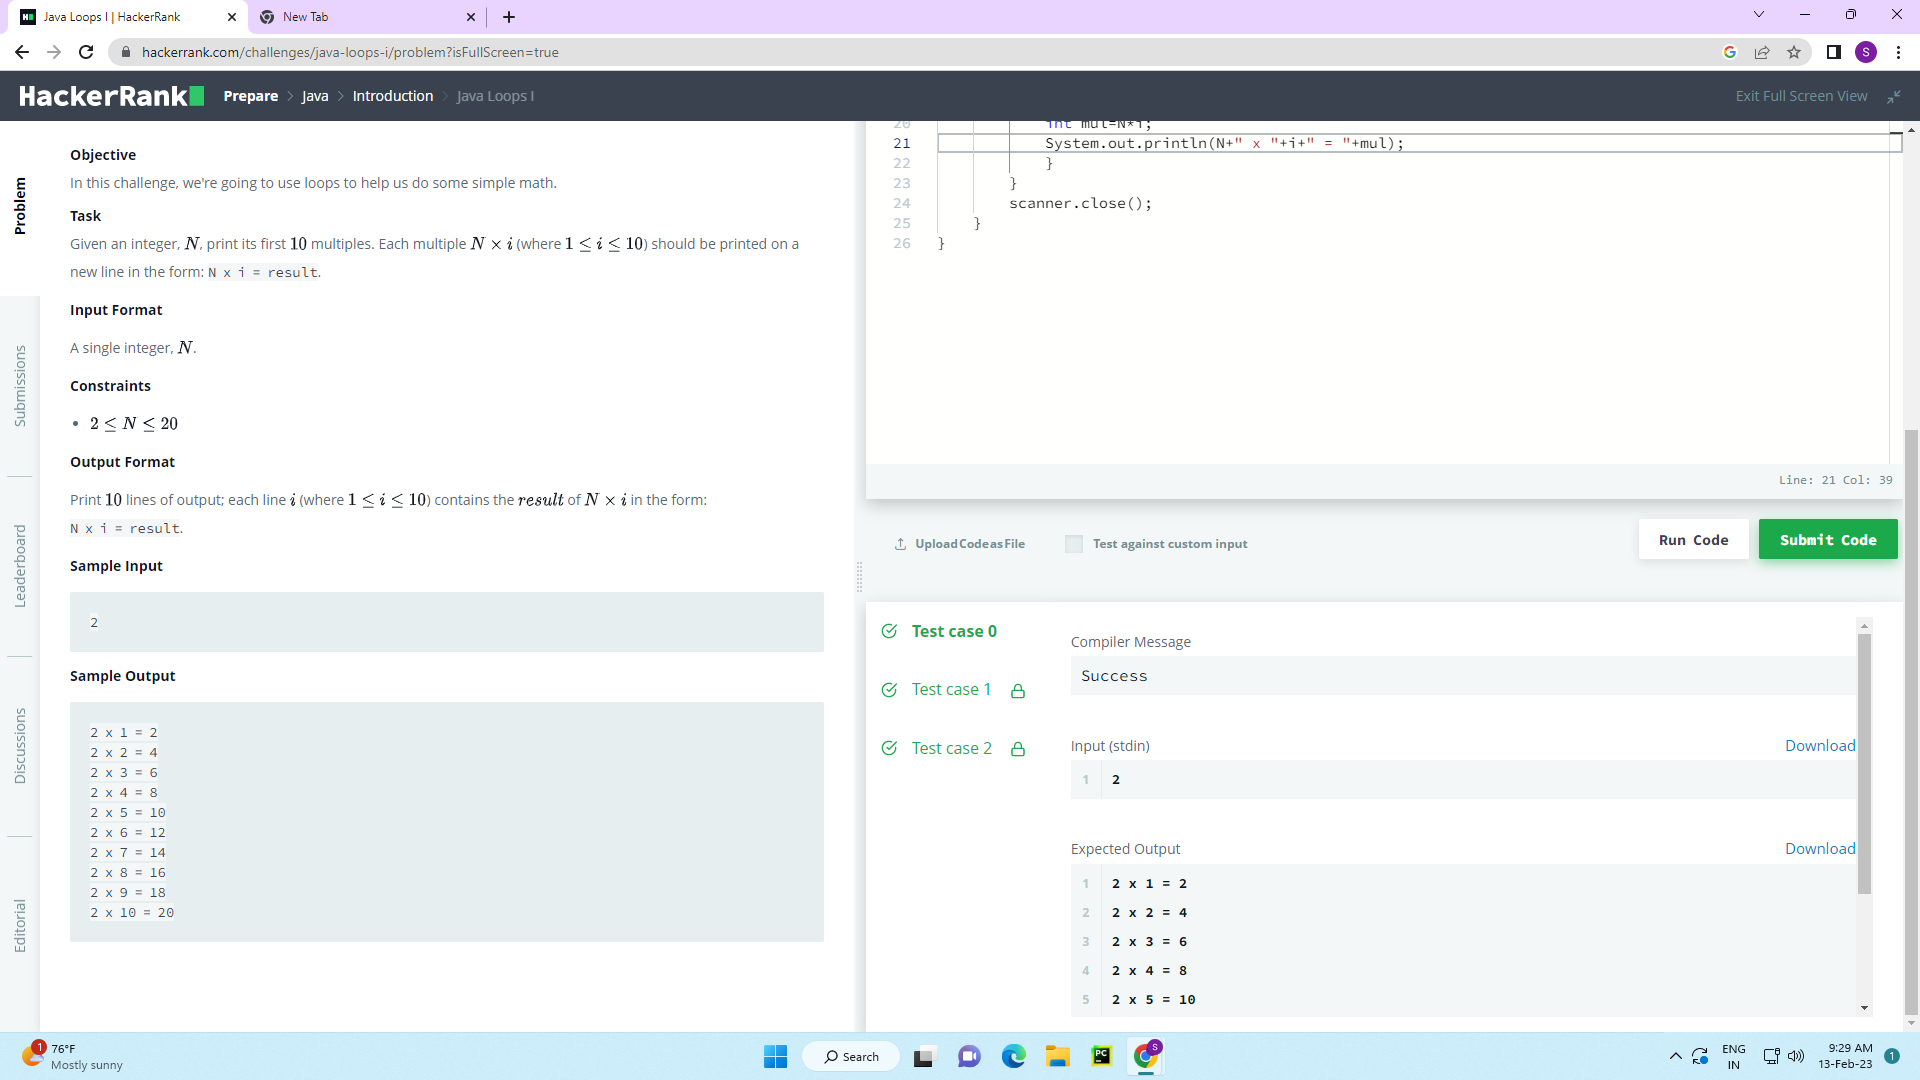 Java Loops I | HackerRank
New Tab
hackerrank.com/challenges/java-loops-i/problem?isFullScreen=true
S
HackerRank
Prepare > Java > Introduction > Java Loops I
Exit Full Screen View
Problem
Submissions
Leaderboard
Discussions
Editorial
Objective
In this challenge, we're going to use loops to help us do some simple math.
Task
Given an integer, N, print its first 10 multiples. Each multiple N × i (where 1 ≤ i ≤ 10) should be printed on a
new line in the form: N x i = result.
Input Format
A single integer, N.
Constraints
• 2 ≤ N ≤ 20
Output Format
Print 10 lines of output; each line i (where 1 ≤ i ≤ 10) contains the result of N × i in the form:
N x i = result.
Sample Input
2
Sample Output
2 x 1 = 2
2 x 2 = 4
2 x 3 = 6
2 x 4 = 8
2 x 5 = 10
2 x 6 = 12
2 x 7 = 14
2 x 8 = 16
2 x 9 = 18
2 x 10 = 20
20 int mul=N*i;
21 System.out.println(N+" x "+i+" = "+mul);
22 }
23 }
24 scanner.close();
25 }
26 }
Line: 21 Col: 39
Upload Code as File
Test against custom input
Run Code
Submit Code
Test case 0
Test case 1
Test case 2
Compiler Message
Success
Input (stdin)
Download
1 2
Expected Output
Download
1 2 x 1 = 2
2 2 x 2 = 4
3 2 x 3 = 6
4 2 x 4 = 8
5 2 x 5 = 10
1
76°F
Mostly sunny
Search
PC
S
ENG
IN
9:29 AM
13-Feb-23
1